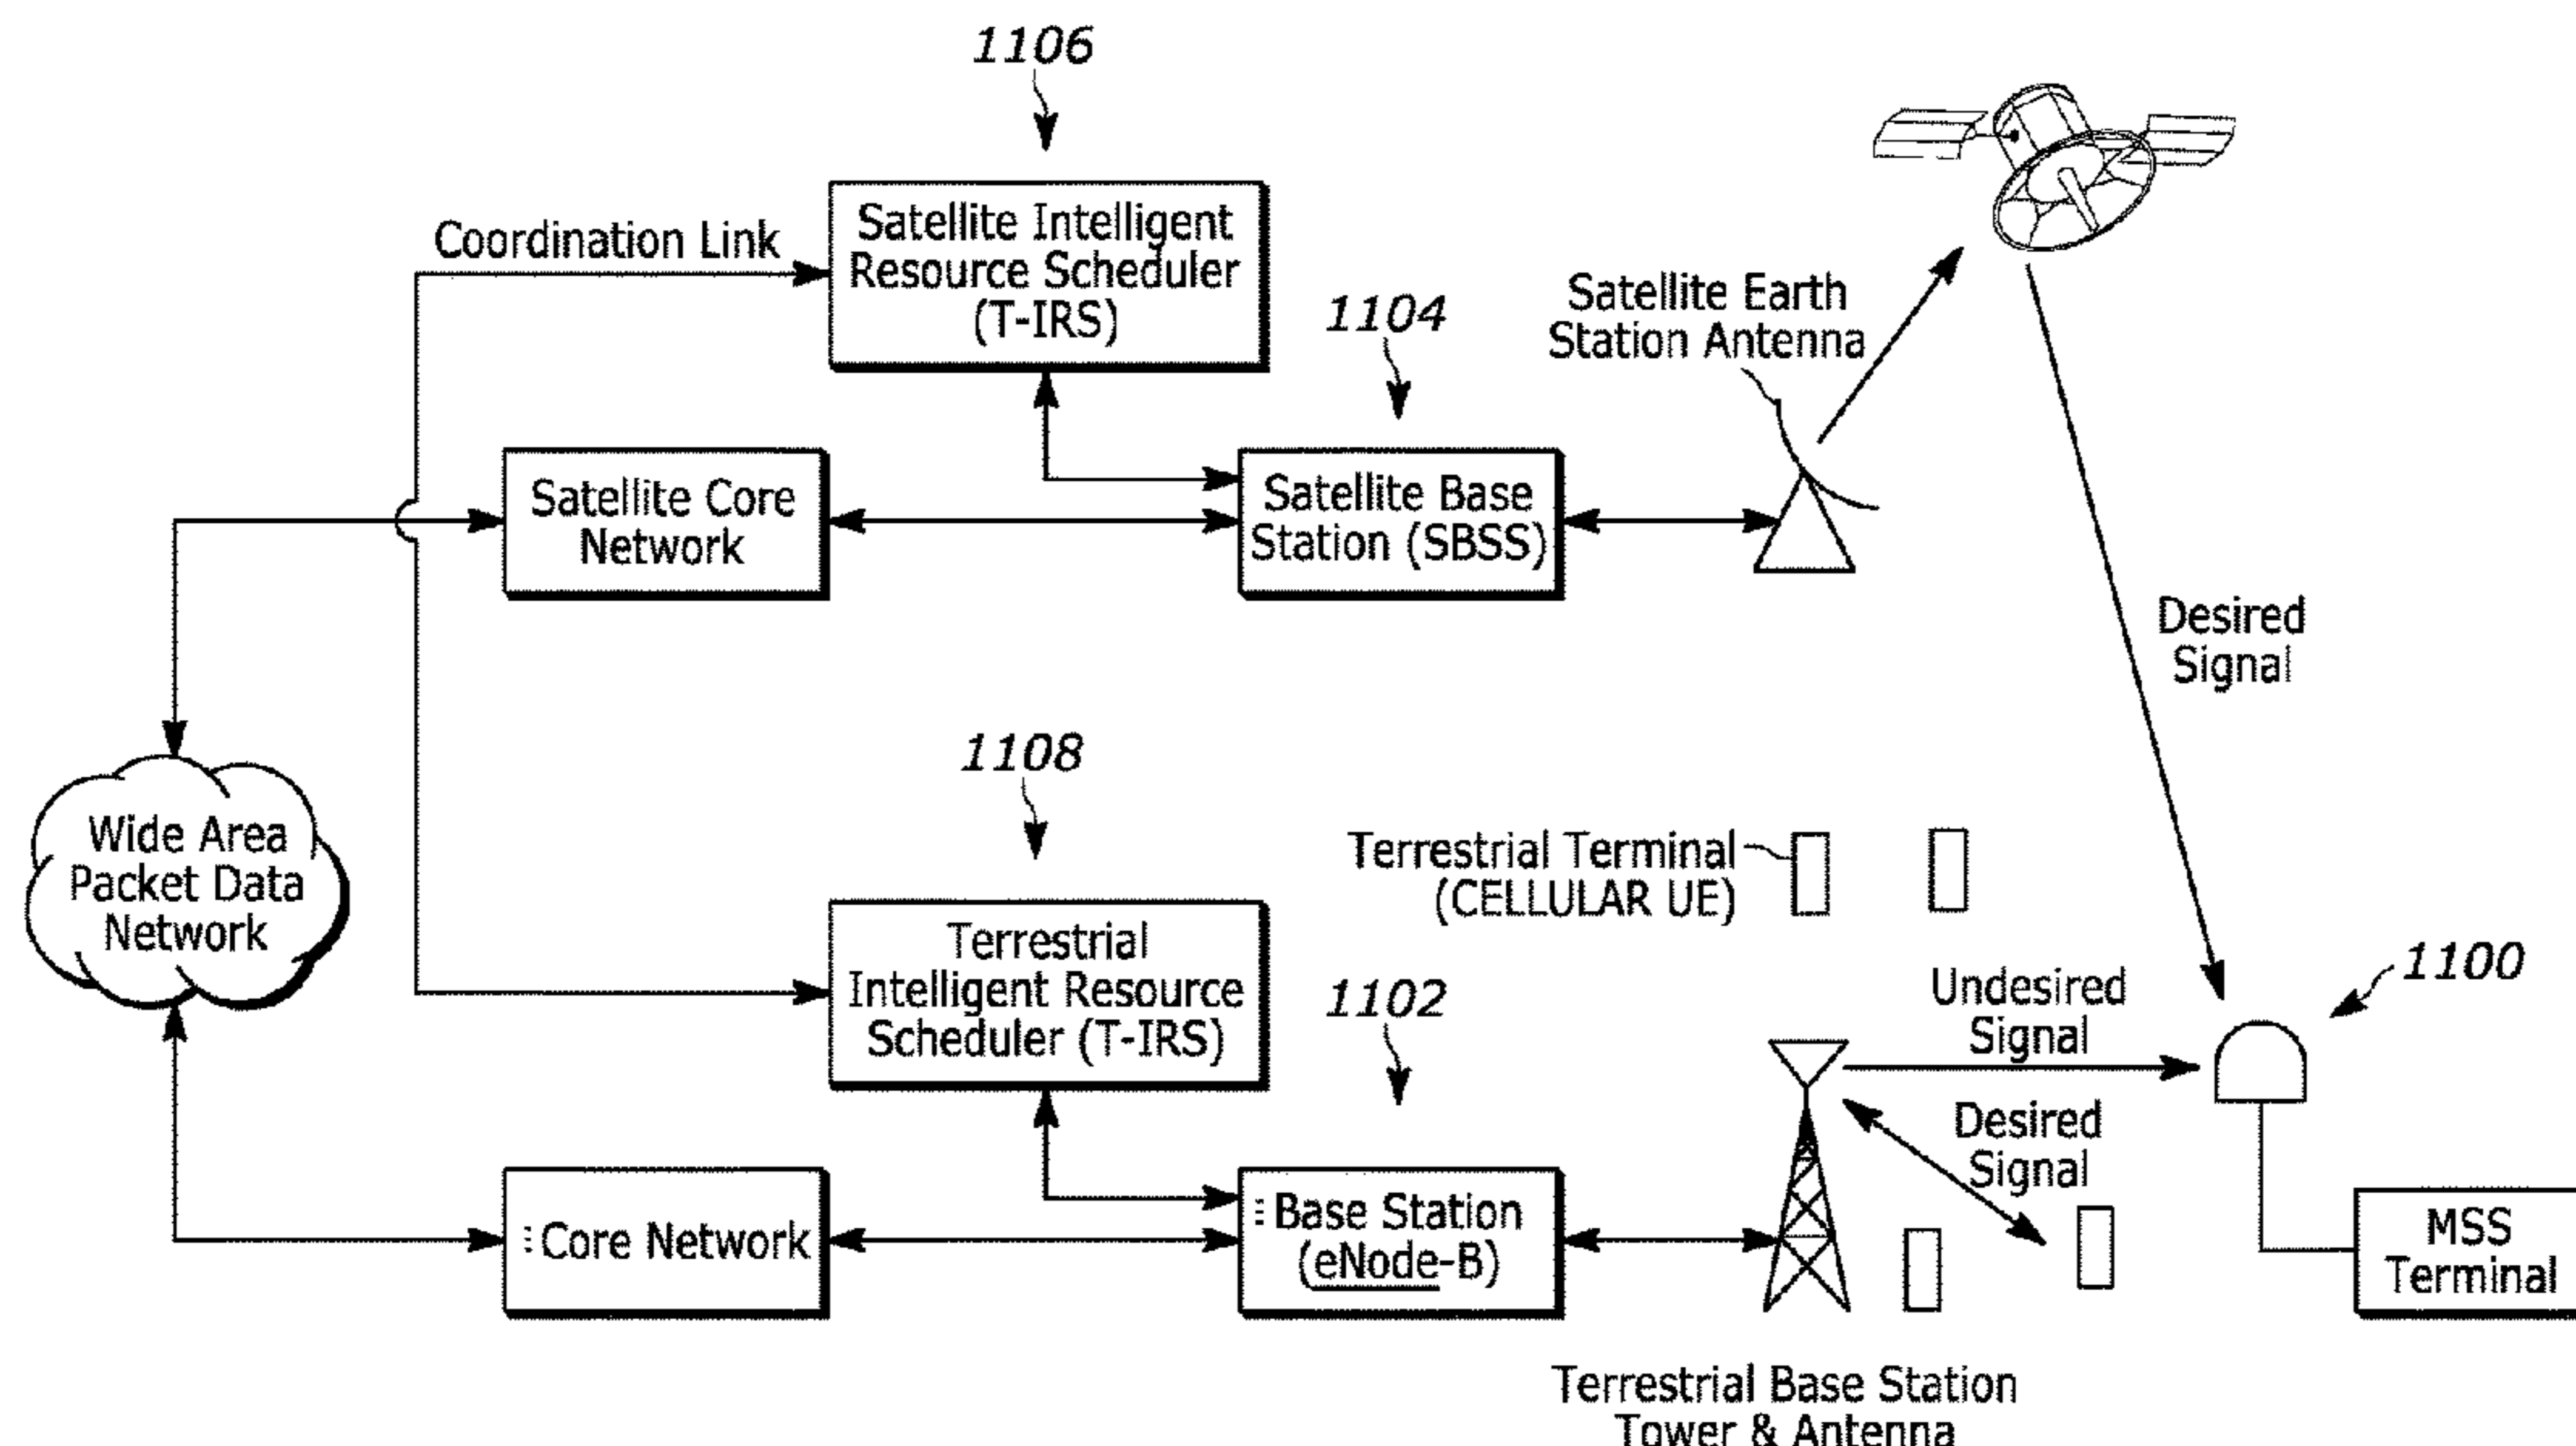 1106
Satellite Intelligent
Resource Scheduler
(T-IRS)
Coordination Link
1104
Satellite Earth
Station Antenna
Satellite Core
Network
Satellite Base
Station (SBSS)
Desired
Signal
1108
Wide Area
Packet Data
Network
Terrestrial Terminal
(CELLULAR UE)
Terrestrial
Intelligent Resource
Scheduler (T-IRS)
1102
Undesired
Signal
1100
Desired
Signal
Core Network
Base Station
(eNode-B)
MSS
Terminal
Terrestrial Base Station
Tower & Antenna